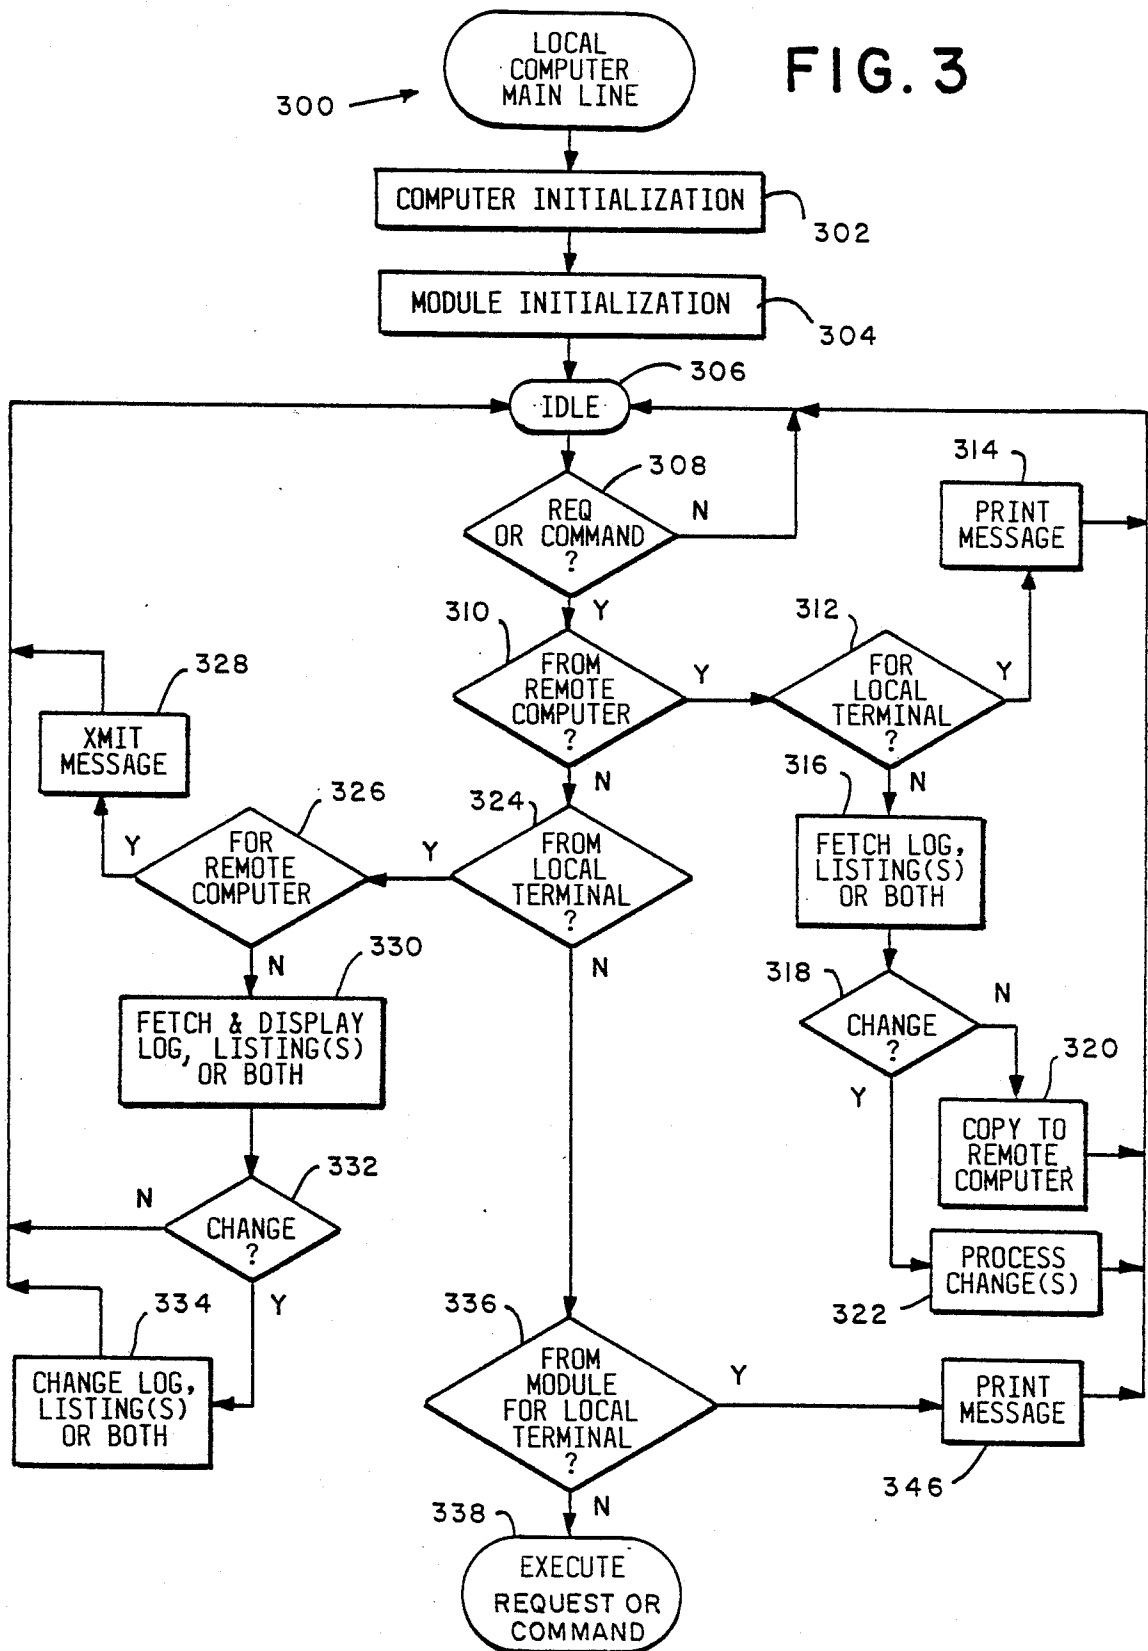 LOCAL
COMPUTER
MAIN LINE
FIG. 3
300
COMPUTER INITIALIZATION
302
MODULE INITIALIZATION
304
306
IDLE
308
REQ
OR COMMAND
?
N
Y
314
PRINT
MESSAGE
310
FROM
REMOTE
COMPUTER
?
Y
N
312
FOR
LOCAL
TERMINAL
?
Y
N
328
XMIT
MESSAGE
326
FOR
REMOTE
COMPUTER
Y
N
324
FROM
LOCAL
TERMINAL
?
Y
N
316
FETCH LOG,
LISTING(S)
OR BOTH
318
CHANGE
?
N
Y
320
COPY TO
REMOTE
COMPUTER
PROCESS
CHANGE(S)
322
330
FETCH & DISPLAY
LOG, LISTING(S)
OR BOTH
332
CHANGE
?
N
Y
334
CHANGE LOG,
LISTING(S)
OR BOTH
336
FROM
MODULE
FOR LOCAL
TERMINAL
?
Y
N
PRINT
MESSAGE
346
338
EXECUTE
REQUEST OR
COMMAND